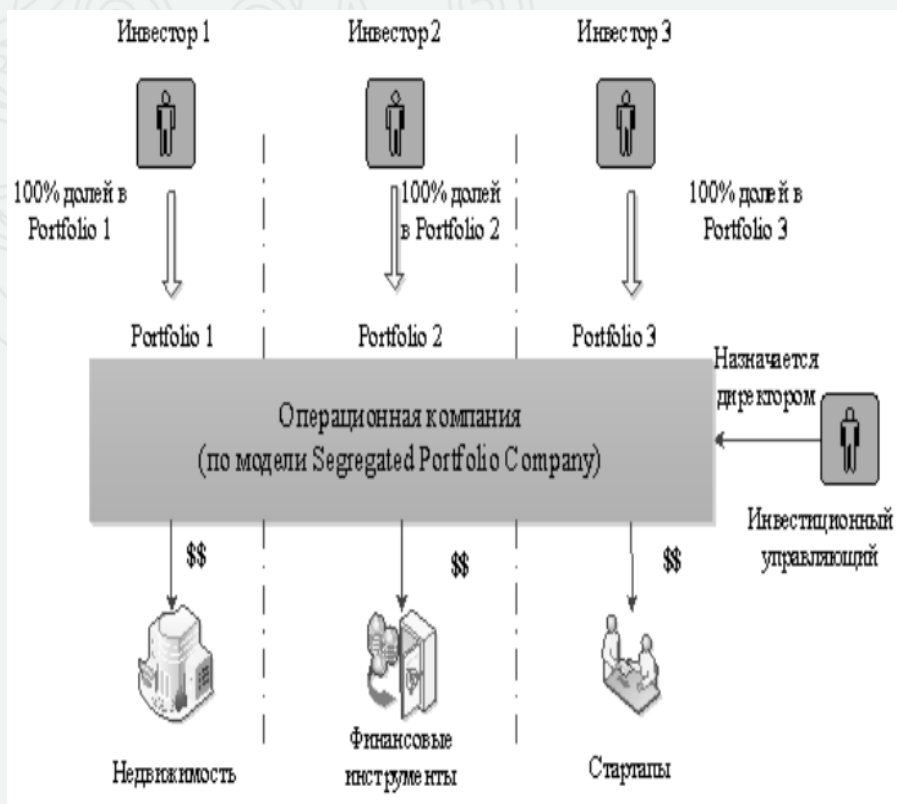 Инвестор 1
Инвестор 2
Инвестор 3
100% долей в
Portfolio 1
100% долей
в Portfolio 2
100% долей в
Portfolio 3
Portfolio 1
Portfolio 2
Portfolio 3
Назначается
директором
Операционная компания
(по модели Segregated Portfolio Company)
Инвестиционный
управляющий
$$
$$
$$
Недвижимость
Финансовые
инструменты
Стартапы